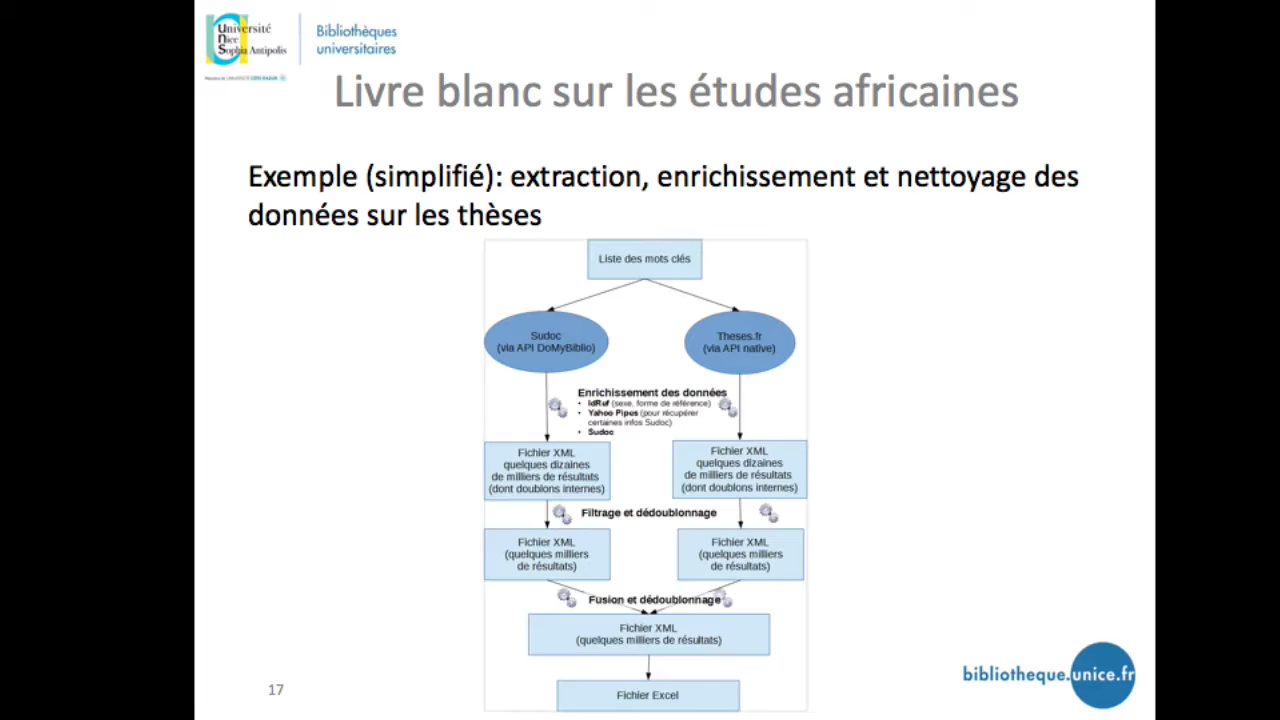 Université
Nice
Sophia Antipolis
Bibliothèques
universitaires
Livre blanc sur les études africaines
Exemple (simplifié): extraction, enrichissement et nettoyage des
données sur les thèses
Liste des mots clés
Sudoc
(via API DoMyBiblio)
Theses.fr
(via API native)
Enrichissement des données
• IdRef (sexe, forme de référence)
• Yahoo Pipes (pour récupérer
certaines infos Sudoc)
• Sudoc
Fichier XML
quelques dizaines
de milliers de résultats
(dont doublons internes)
Fichier XML
quelques dizaines
de milliers de résultats
(dont doublons internes)
Filtrage et dédoublonnage
Fichier XML
(quelques milliers
de résultats)
Fichier XML
(quelques milliers
de résultats)
Fusion et dédoublonnage
Fichier XML
(quelques milliers de résultats)
Fichier Excel
17
bibliotheque.unice.fr